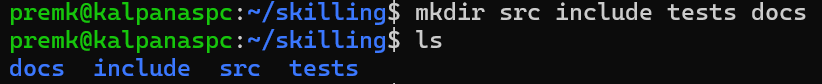 premk@kalpanaspc:~/skilling$ mkdir src include tests docs
premk@kalpanaspc:~/skilling$ ls
docs  include  src  tests